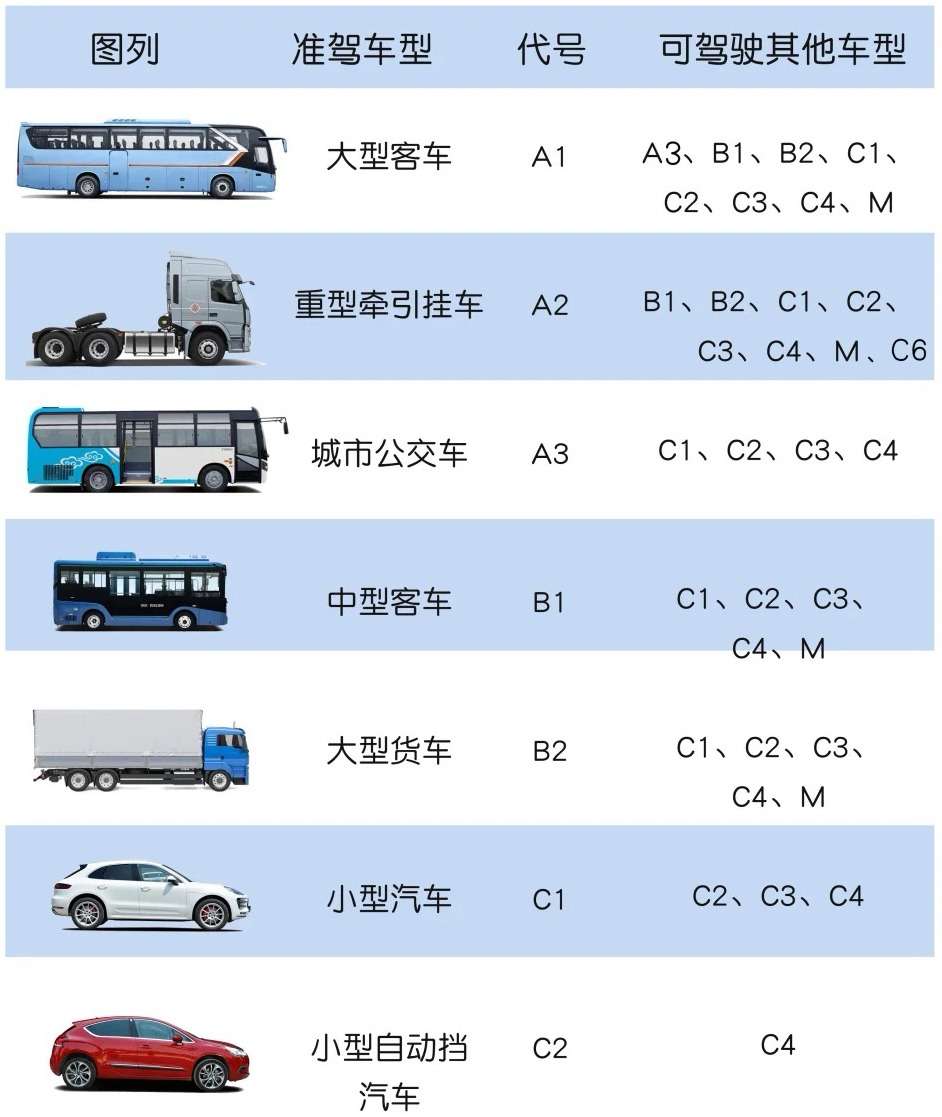 图列 准驾车型 代号 可驾驶其他车型
大型客车 A1 A3、B1、B2、C1、
C2、C3、C4、M
重型牵引挂车 A2 B1、B2、C1、C2、
C3、C4、M、C6
城市公交车 A3 C1、C2、C3、C4
中型客车 B1 C1、C2、C3、
C4、M
大型货车 B2 C1、C2、C3、
C4、M
小型汽车 C1 C2、C3、C4
小型自动挡 C2 C4
汽车